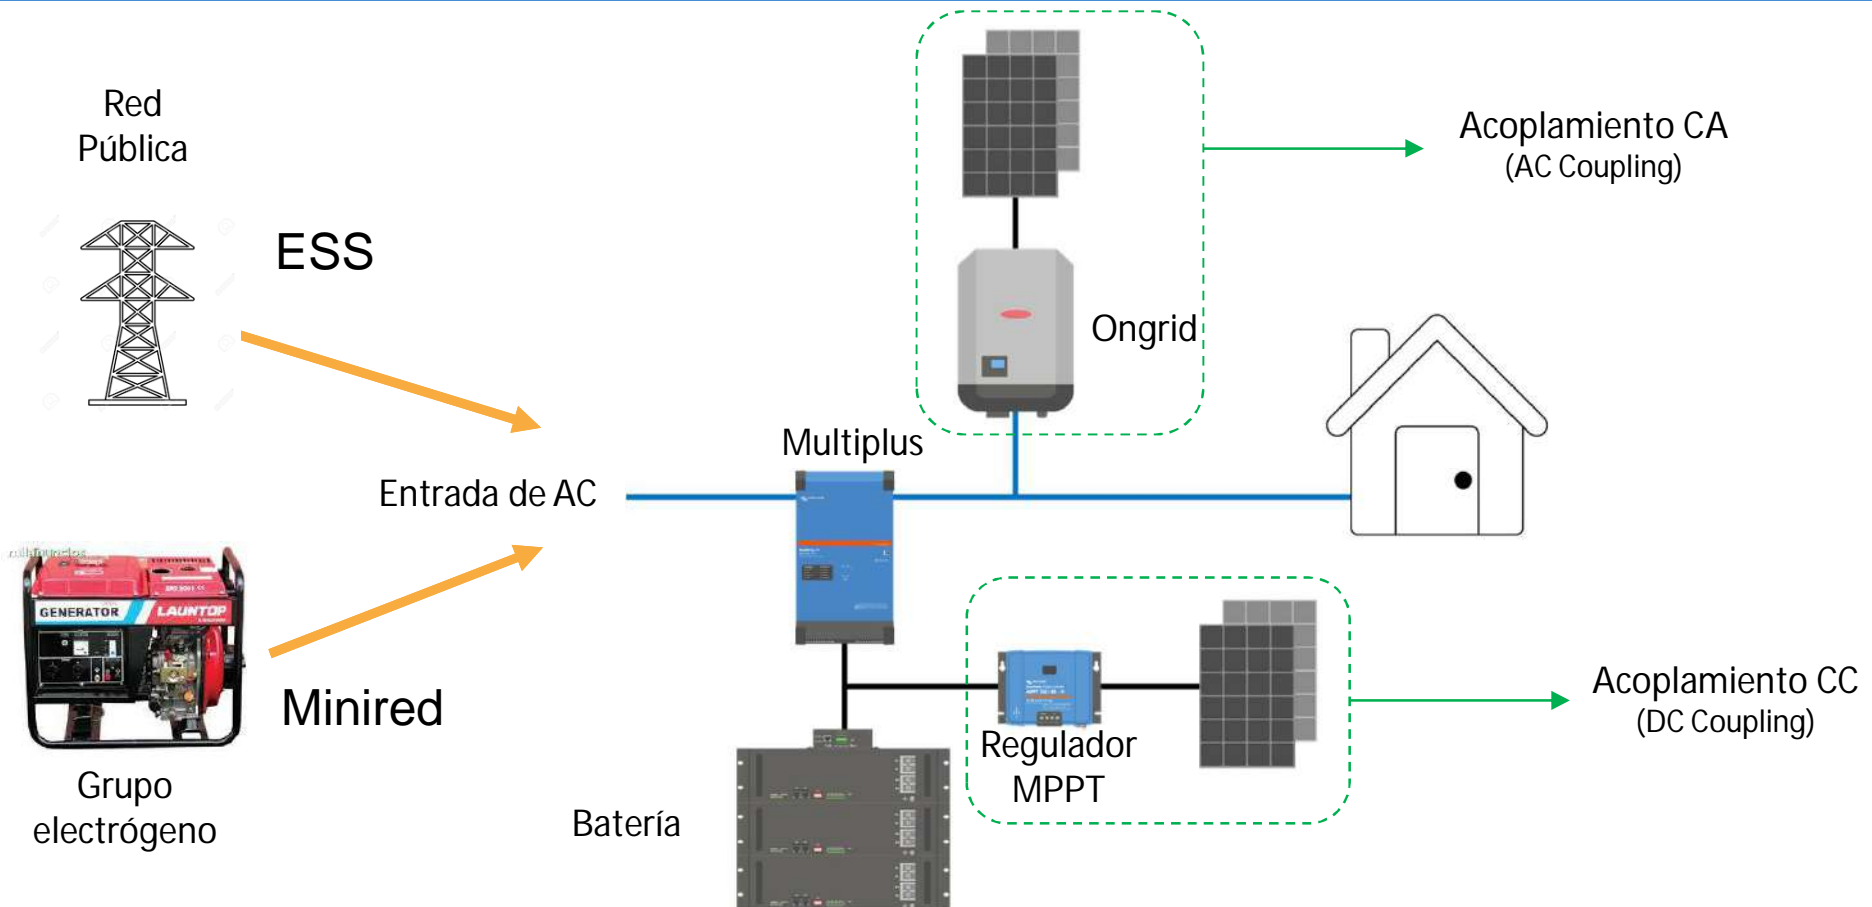 Red
Pública
ESS
Entrada de AC
milanuncios
GENERATOR
LAUNTOP
Minired
Grupo
electrógeno
Multiplus
Ongrid
Acoplamiento CA
(AC Coupling)
Batería
Regulador
MPPT
Acoplamiento CC
(DC Coupling)